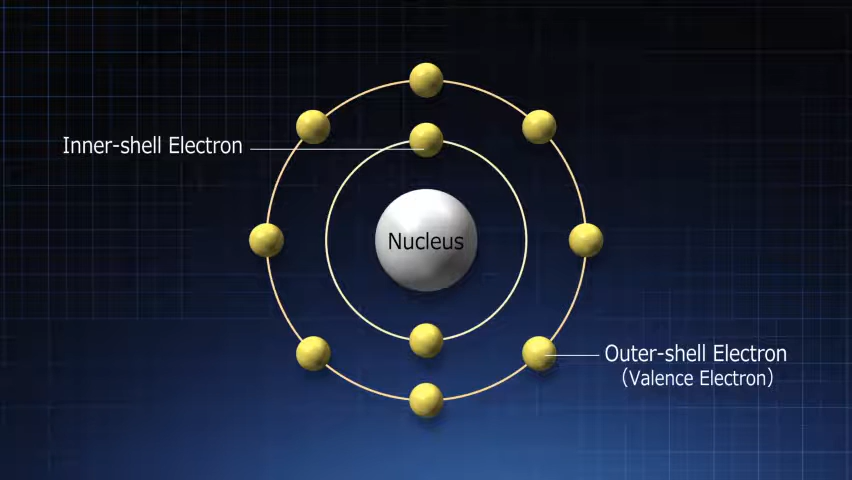 Inner-shell Electron
Nucleus
Outer-shell Electron
(Valence Electron)